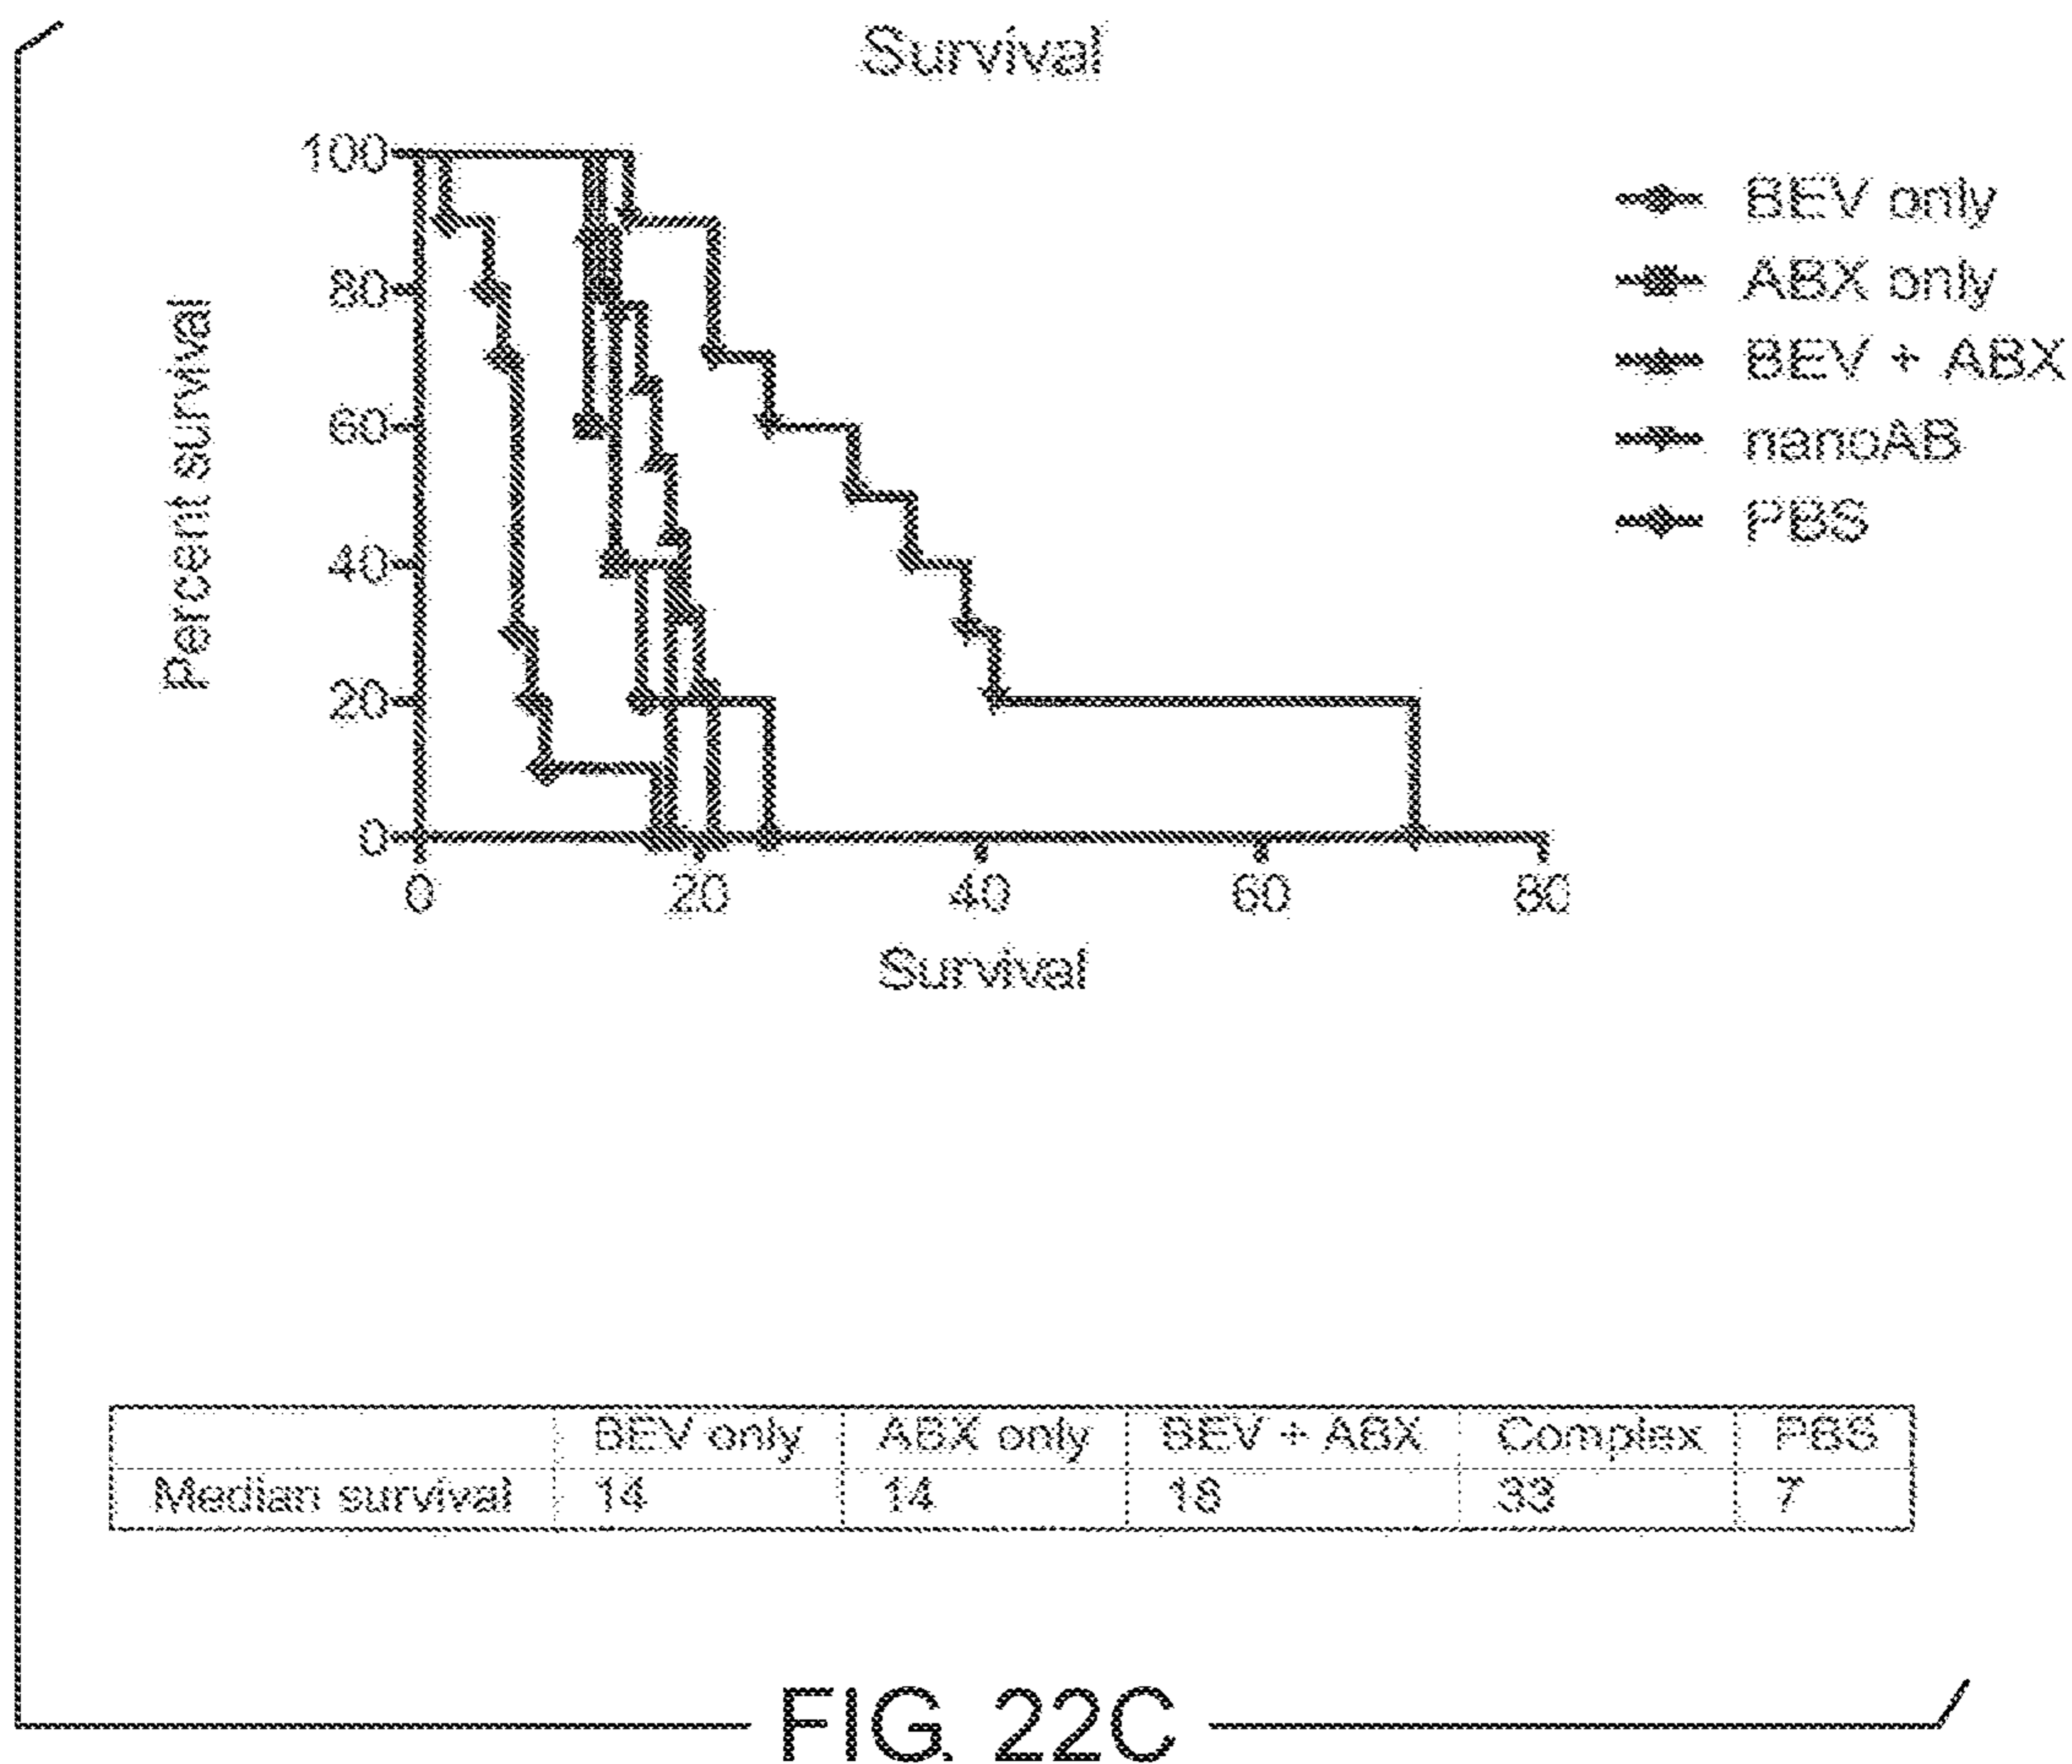 Survival
100
80
60
40
20
0
Percent survival
0 20 40 60 80
Survival
BEV only
ABX only
BEV + ABX
nanoAB
PBS
BEV only ABX only BEV + ABX Complex PBS
Median survival 14 14 18 33 7
FIG. 22C